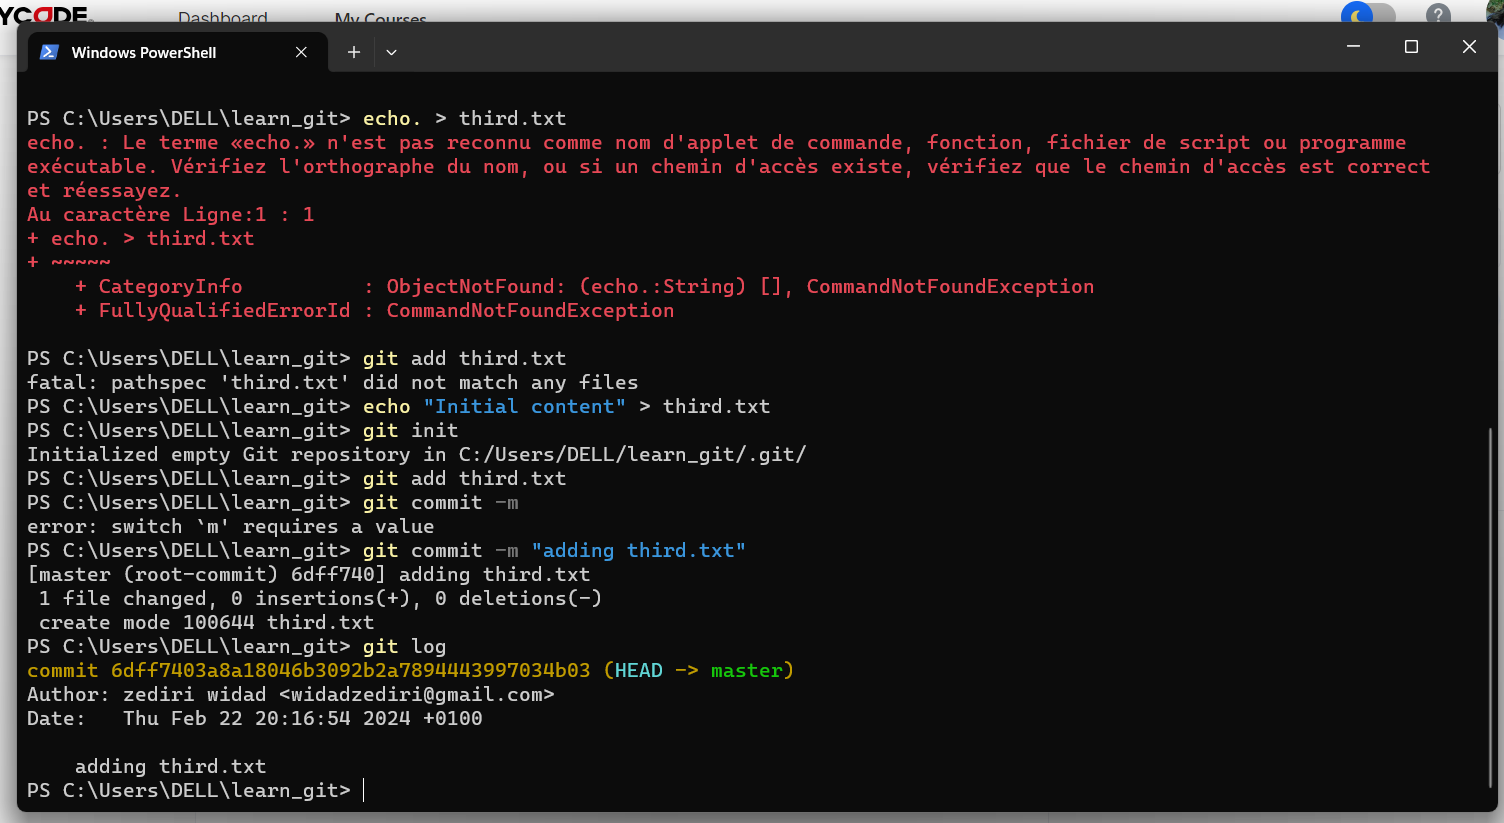 YCODE
Dashboard
My Courses
Windows PowerShell
PS C:\Users\DELL\learn_git> echo. > third.txt
echo. : Le terme «echo.» n'est pas reconnu comme nom d'applet de commande, fonction, fichier de script ou programme
exécutable. Vérifiez l'orthographe du nom, ou si un chemin d'accès existe, vérifiez que le chemin d'accès est correct
et réessayez.
Au caractère Ligne:1 : 1
+ echo. > third.txt
+ ~~~~~
    + CategoryInfo          : ObjectNotFound: (echo.:String) [], CommandNotFoundException
    + FullyQualifiedErrorId : CommandNotFoundException
PS C:\Users\DELL\learn_git> git add third.txt
fatal: pathspec 'third.txt' did not match any files
PS C:\Users\DELL\learn_git> echo "Initial content" > third.txt
PS C:\Users\DELL\learn_git> git init
Initialized empty Git repository in C:/Users/DELL/learn_git/.git/
PS C:\Users\DELL\learn_git> git add third.txt
PS C:\Users\DELL\learn_git> git commit -m
error: switch `m' requires a value
PS C:\Users\DELL\learn_git> git commit -m "adding third.txt"
[master (root-commit) 6dff740] adding third.txt
 1 file changed, 0 insertions(+), 0 deletions(-)
 create mode 100644 third.txt
PS C:\Users\DELL\learn_git> git log
commit 6dff7403a8a18046b3092b2a7894443997034b03 (HEAD -> master)
Author: zediri widad <widadzediri@gmail.com>
Date:   Thu Feb 22 20:16:54 2024 +0100
    adding third.txt
PS C:\Users\DELL\learn_git>